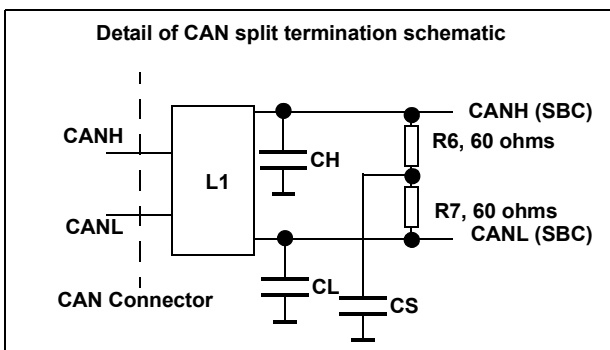 Detail of CAN split termination schematic
CANH (SBC)
CANH
R6, 60 ohms
CH
L1
R7, 60 ohms
CANL
CANL (SBC)
CL
CAN Connector
CS